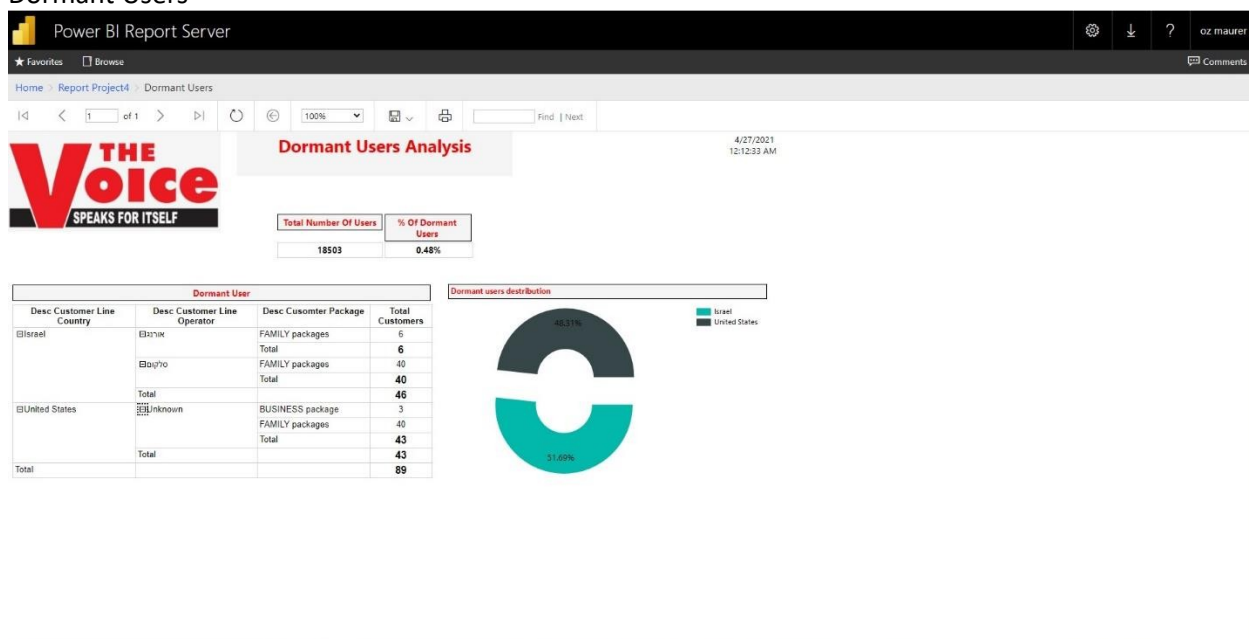 Dormant Users
Power BI Report Server
oz maurer
Favorites Browse
Comments
Home > Report Project4 > Dormant Users
1 of 1
100%
Find | Next
THE
Voice
SPEAKS FOR ITSELF
Dormant Users Analysis
4/27/2021
12:12:33 AM
Total Number Of Users % Of Dormant
Users
18503 0.48%
Dormant User
Desc Customer Line Desc Customer Line Desc Cusomter Package Total
Country Operator Customers
Israel אורנג FAMILY packages 6
Total 6
סלקום FAMILY packages 40
Total 40
Total 46
United States Unknown BUSINESS package 3
FAMILY packages 40
Total 43
Total 43
Total 89
Dormant users destribution
48.31%
51.69%
Israel
United States